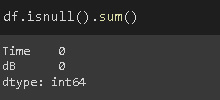 df.isnull().sum()
Time    0
dB      0
dtype: int64